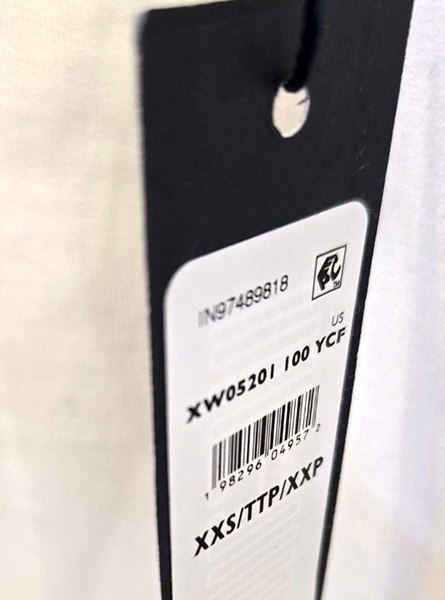 IN97489818
US
XW05201 100 YCF
1 98296 04957 2
XXS/TTP/XXP